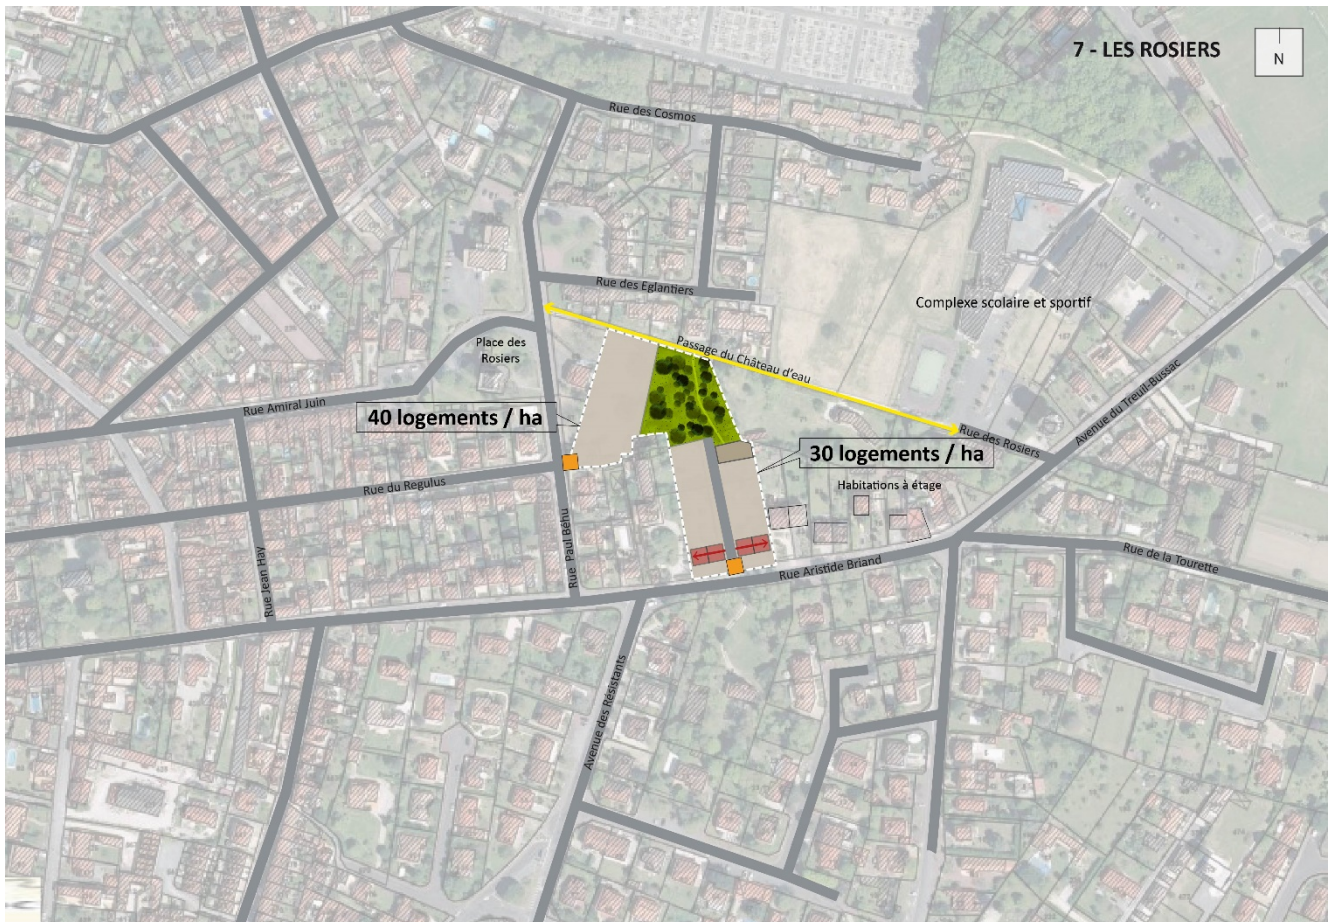 7 - LES ROSIERS
N
Rue des Cosmos
Rue des Eglantiers
Complexe scolaire et sportif
Place des
Rosiers
Passage du Château d'eau
Avenue du Treuil-Bussac
Rue Amiral Juin
40 logements / ha
Rue des Rosiers
30 logements / ha
Rue du Regulus
Habitations à étage
Rue Jean Hay
Rue Paul Béhu
Rue Aristide Briand
Rue de la Tourette
Avenue des Résistants